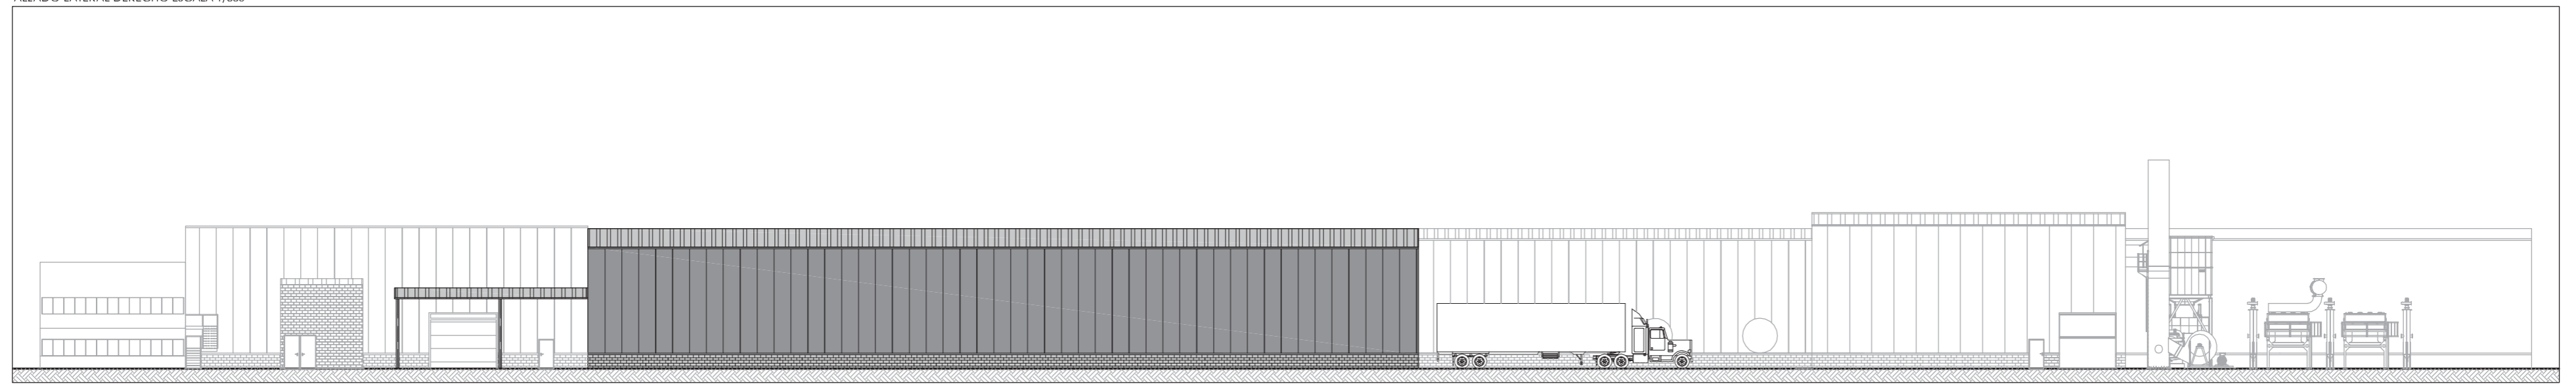 ALZADO LATERAL DERECHO ESCALA